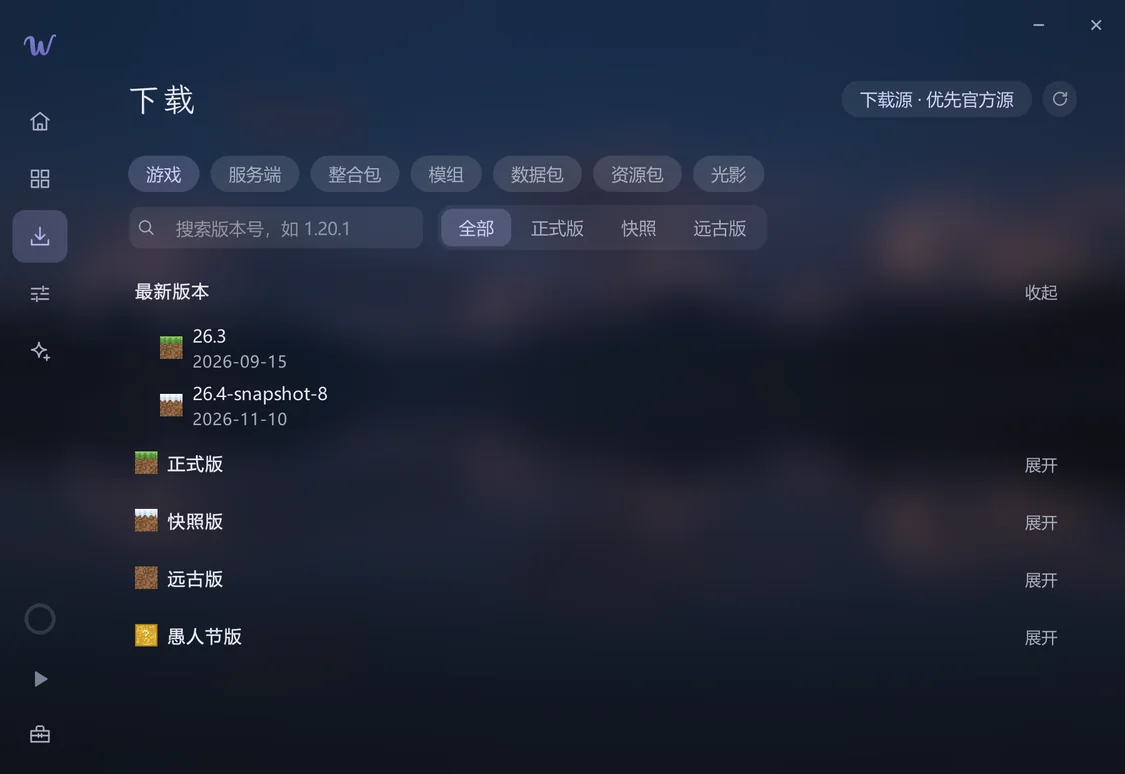 W
下载
下载源 · 优先官方源
游戏 服务端 整合包 模组 数据包 资源包 光影
搜索版本号，如 1.20.1
全部 正式版 快照 远古版
最新版本 收起
26.3
2026-09-15
26.4-snapshot-8
2026-11-10
正式版 展开
快照版 展开
远古版 展开
愚人节版 展开